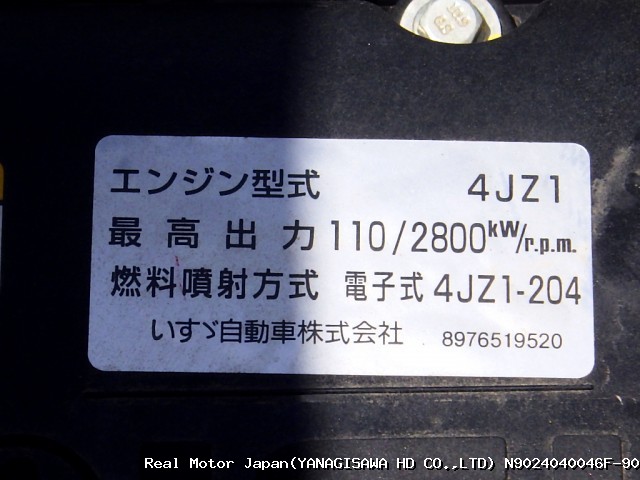 エンジン型式 4JZ1
最高出力 110/2800kW/r.p.m.
燃料噴射方式 電子式 4JZ1-204
いすゞ自動車株式会社 8976519520
Real Motor Japan(YANAGISAWA HD CO.,LTD) N9024040046F-90